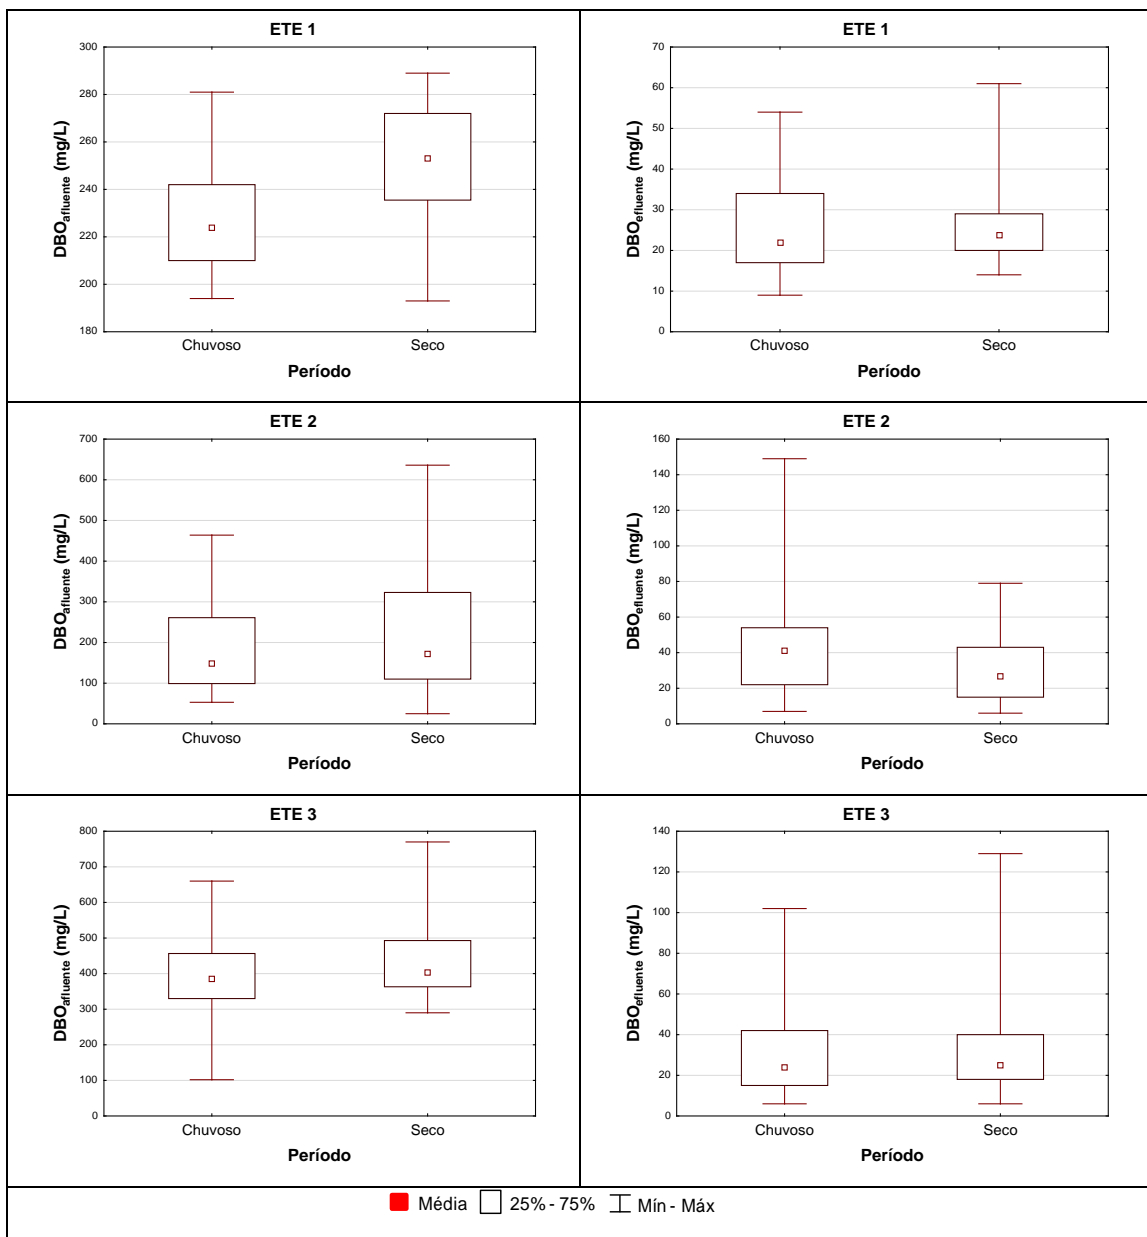 ETE 1
DBOafluente (mg/L)
300
280
260
240
220
200
180
Chuvoso Seco
Período
ETE 1
DBOefluente (mg/L)
70
60
50
40
30
20
10
0
Chuvoso Seco
Período
ETE 2
DBOafluente (mg/L)
700
600
500
400
300
200
100
0
Chuvoso Seco
Período
ETE 2
DBOefluente (mg/L)
160
140
120
100
80
60
40
20
0
Chuvoso Seco
Período
ETE 3
DBOafluente (mg/L)
800
700
600
500
400
300
200
100
0
Chuvoso Seco
Período
ETE 3
DBOefluente (mg/L)
140
120
100
80
60
40
20
0
Chuvoso Seco
Período
Média 25% - 75% Mín - Máx